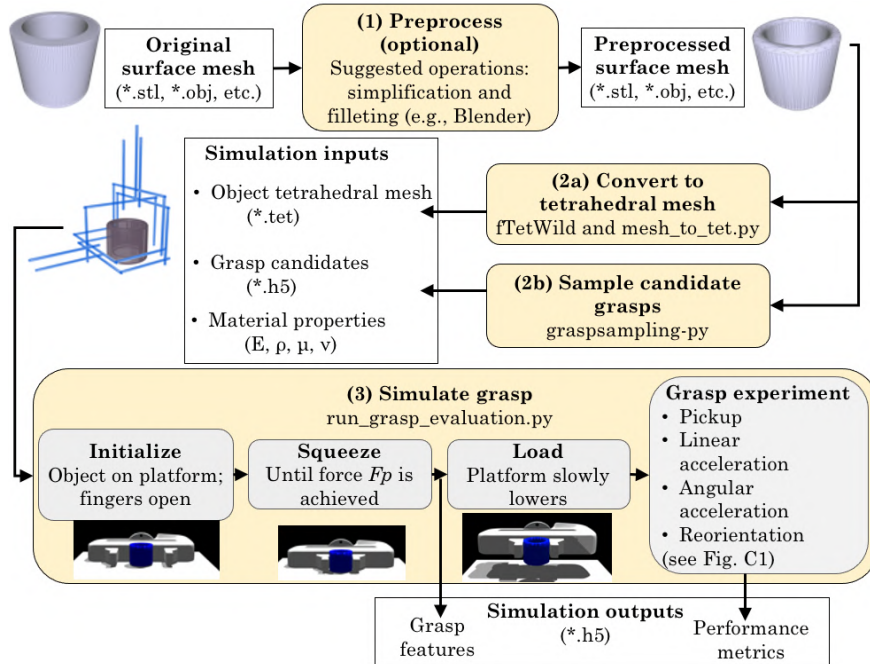 Original
surface mesh
(*.stl, *.obj, etc.)
(1) Preprocess
(optional)
Suggested operations:
simplification and
filleting (e.g., Blender)
Preprocessed
surface mesh
(*.stl, *.obj, etc.)
Simulation inputs
• Object tetrahedral mesh
(*.tet)
• Grasp candidates
(*.h5)
• Material properties
(E, ρ, μ, ν)
(2a) Convert to
tetrahedral mesh
fTetWild and mesh_to_tet.py
(2b) Sample candidate
grasps
graspsampling-py
(3) Simulate grasp
run_grasp_evaluation.py
Initialize
Object on platform;
fingers open
Squeeze
Until force Fp is
achieved
Load
Platform slowly
lowers
Grasp experiment
• Pickup
• Linear
acceleration
• Angular
acceleration
• Reorientation
(see Fig. C1)
Simulation outputs
(*.h5)
Grasp
features
Performance
metrics